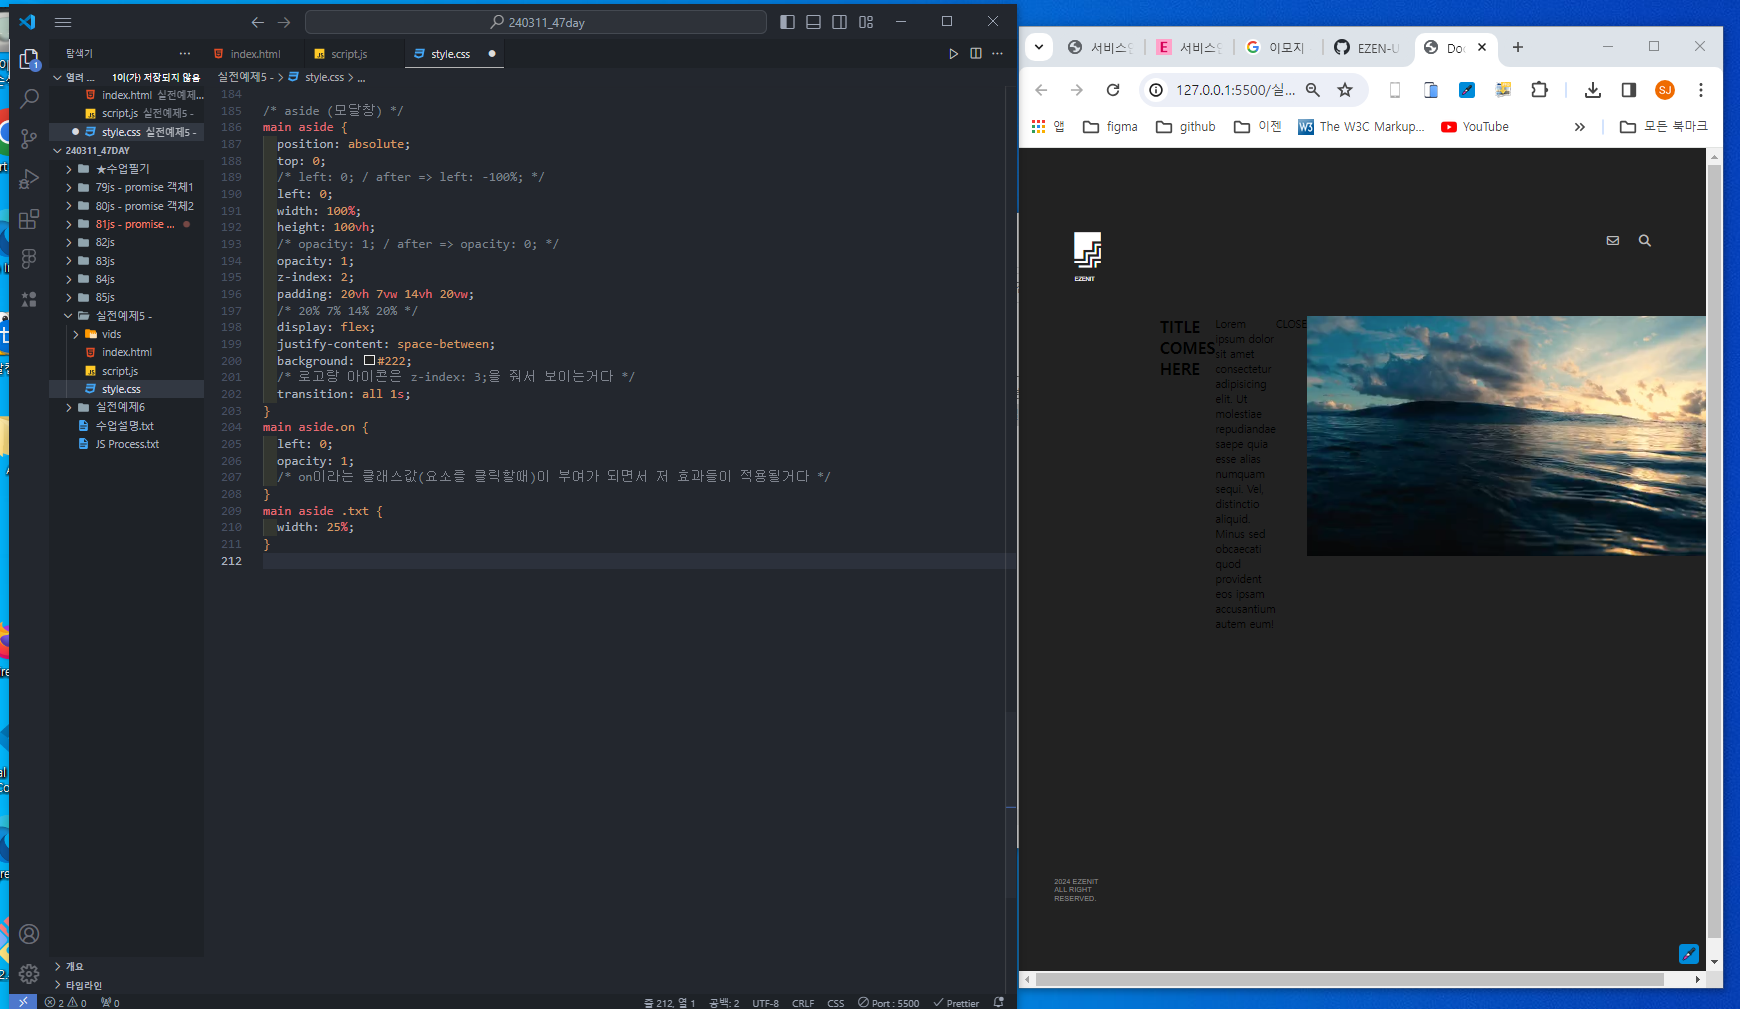 240311_47day
탐색기
index.html
script.js
style.css
열려 ...
1이(가) 저장되지 않음
실전예제5 - > style.css > ...
index.html 실전예제...
script.js 실전예제5 -
style.css 실전예제5 -
240311_47DAY
★수업필기
79js - promise 객체1
80js - promise 객체2
81js - promise ...
82js
83js
84js
85js
실전예제5 -
vids
index.html
script.js
style.css
실전예제6
수업설명.txt
JS Process.txt
개요
타임라인
184
185 /* aside (모달창) */
186 main aside {
187 position: absolute;
188 top: 0;
189 /* left: 0; / after => left: -100%; */
190 left: 0;
191 width: 100%;
192 height: 100vh;
193 /* opacity: 1; / after => opacity: 0; */
194 opacity: 1;
195 z-index: 2;
196 padding: 20vh 7vw 14vh 20vw;
197 /* 20% 7% 14% 20% */
198 display: flex;
199 justify-content: space-between;
200 background: #222;
201 /* 로고랑 아이콘은 z-index: 3;을 줘서 보이는거다 */
202 transition: all 1s;
203 }
204 main aside.on {
205 left: 0;
206 opacity: 1;
207 /* on이라는 클래스값(요소를 클릭할때)이 부여가 되면서 저 효과들이 적용될거다 */
208 }
209 main aside .txt {
210 width: 25%;
211 }
212
2 0
0
줄 212, 열 1
공백: 2
UTF-8
CRLF
CSS
Port : 5500
Prettier
서비스인
E 서비스인
이모지
EZEN-U
Do
127.0.0.1:5500/실...
SJ
앱
figma
github
이젠
W3 The W3C Markup...
YouTube
모든 북마크
EZENIT
TITLE
COMES
HERE
Lorem
ipsum dolor
sit amet
consectetur
adipisicing
elit. Ut
molestiae
repudiandae
saepe quia
esse alias
numquam
sequi. Vel,
distinctio
aliquid.
Minus sed
obcaecati
quod
provident
eos ipsam
accusantium
autem eum!
CLOSE
2024 EZENIT
ALL RIGHT
RESERVED.